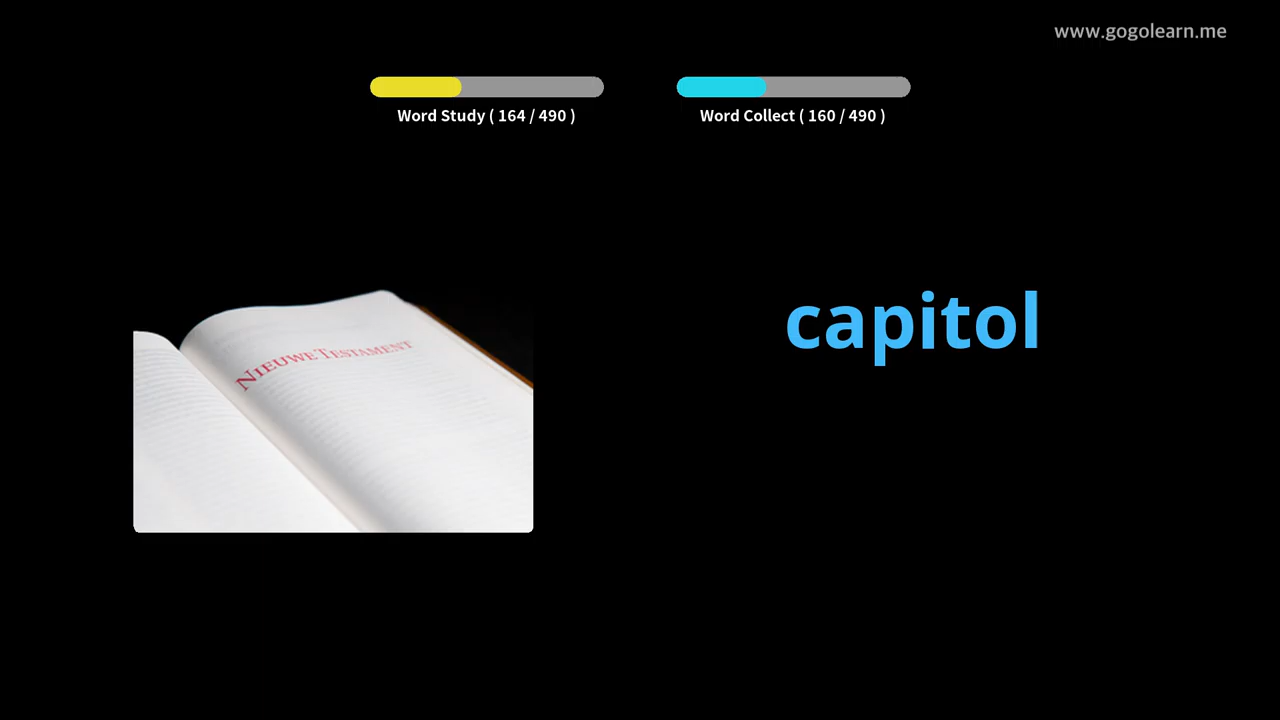 www.gogolearn.me
Word Study ( 164 / 490 )
Word Collect ( 160 / 490 )
NIEUWE TESTAMENT
capitol